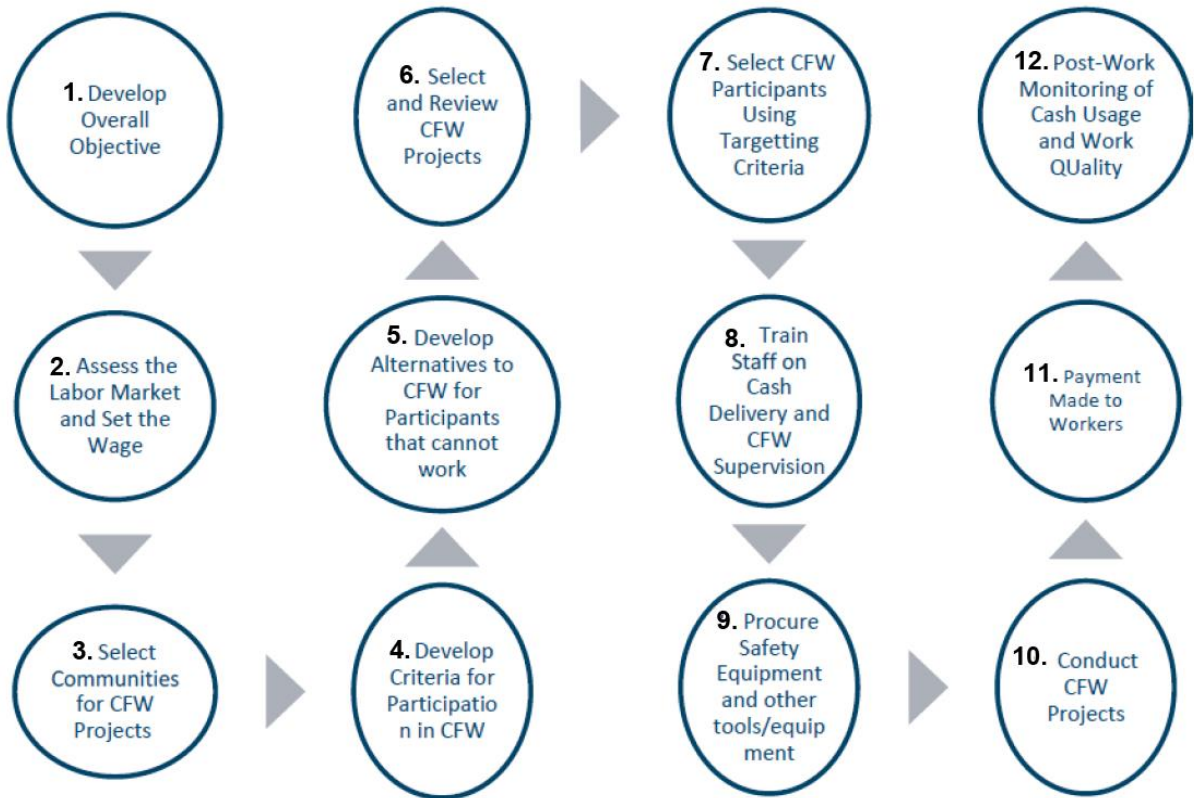 1. Develop
Overall
Objective
2. Assess the
Labor Market
and Set the
Wage
3. Select
Communities
for CFW
Projects
4. Develop
Criteria for
Participatio
n in CFW
5. Develop
Alternatives to
CFW for
Participants
that cannot
work
6. Select
and Review
CFW
Projects
7. Select CFW
Participants
Using
Targetting
Criteria
8. Train
Staff on
Cash
Delivery and
CFW
Supervision
9. Procure
Safety
Equipment
and other
tools/equip
ment
10. Conduct
CFW
Projects
11. Payment
Made to
Workers
12. Post-Work
Monitoring of
Cash Usage
and Work
QUality